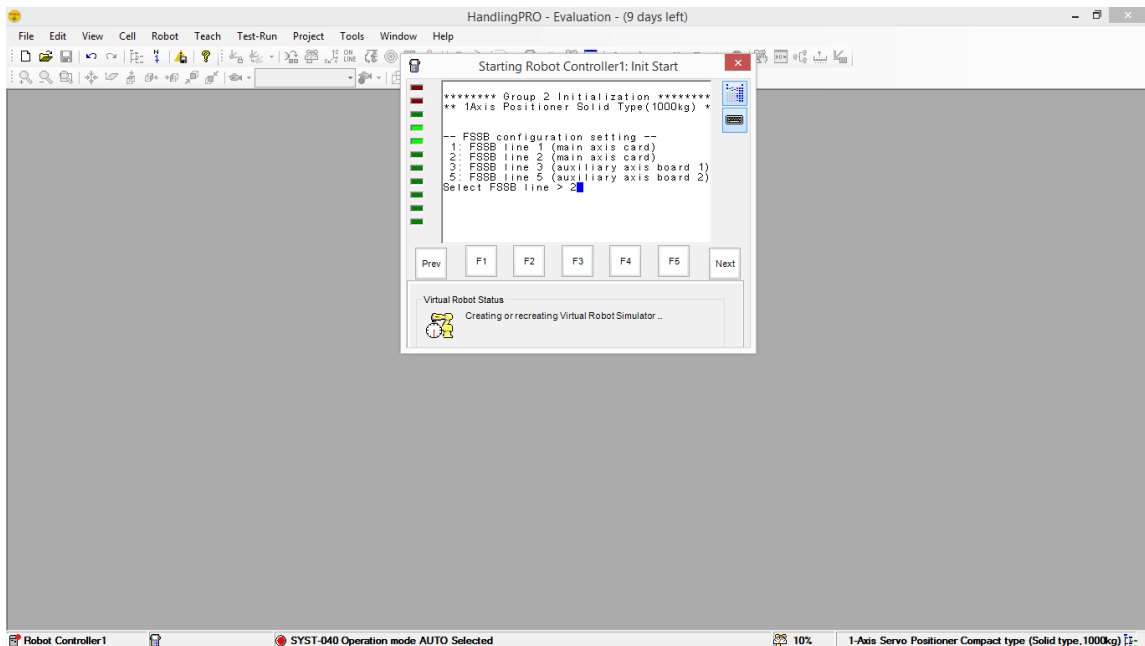 HandlingPRO - Evaluation - (9 days left)
File Edit View Cell Robot Teach Test-Run Project Tools Window Help
Starting Robot Controller1: Init Start
******** Group 2 Initialization ********
** 1Axis Positioner Solid Type(1000kg) *
-- FSSB configuration setting --
1: FSSB line 1 (main axis card)
2: FSSB line 2 (main axis card)
3: FSSB line 3 (auxiliary axis board 1)
5: FSSB line 5 (auxiliary axis board 2)
Select FSSB line > 2
Prev F1 F2 F3 F4 F5 Next
Virtual Robot Status
Creating or recreating Virtual Robot Simulator ..
Robot Controller1 SYST-040 Operation mode AUTO Selected 10% 1-Axis Servo Positioner Compact type (Solid type,1000kg)